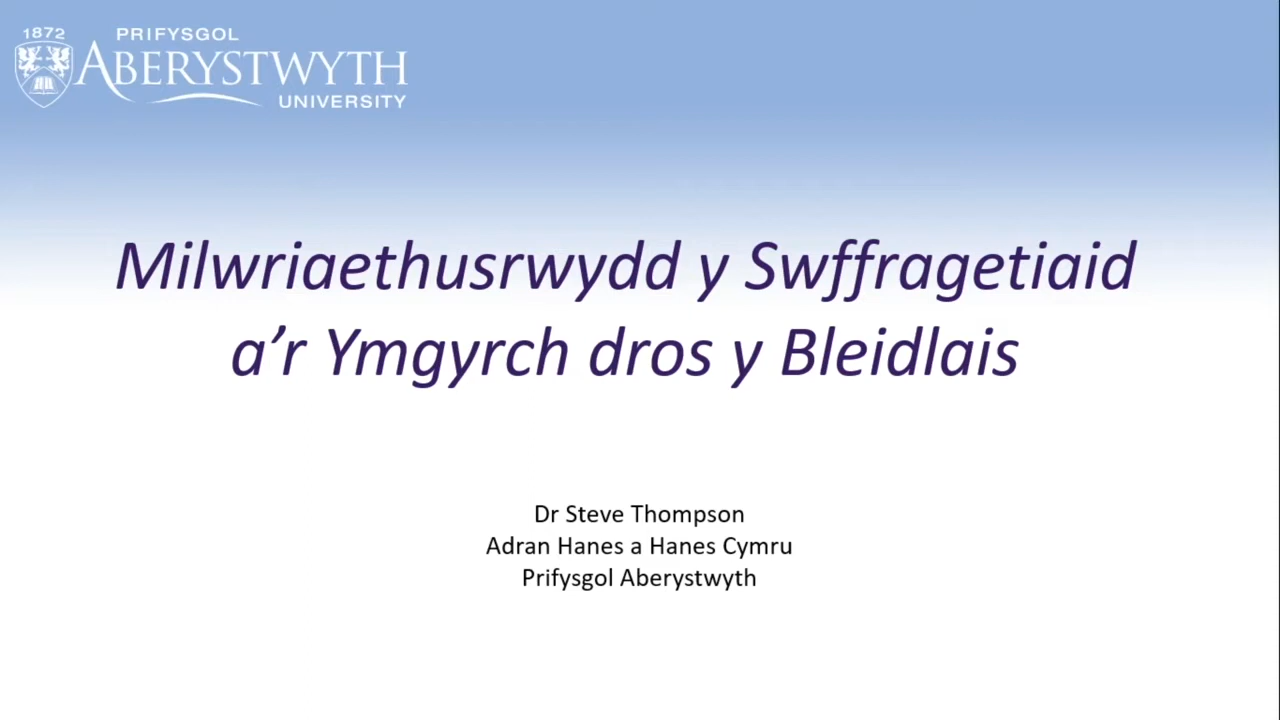 1872
PRIFYSGOL
ABERYSTWYTH
UNIVERSITY
Milwriaethusrwydd y Swffragetiaid
a’r Ymgyrch dros y Bleidlais
Dr Steve Thompson
Adran Hanes a Hanes Cymru
Prifysgol Aberystwyth